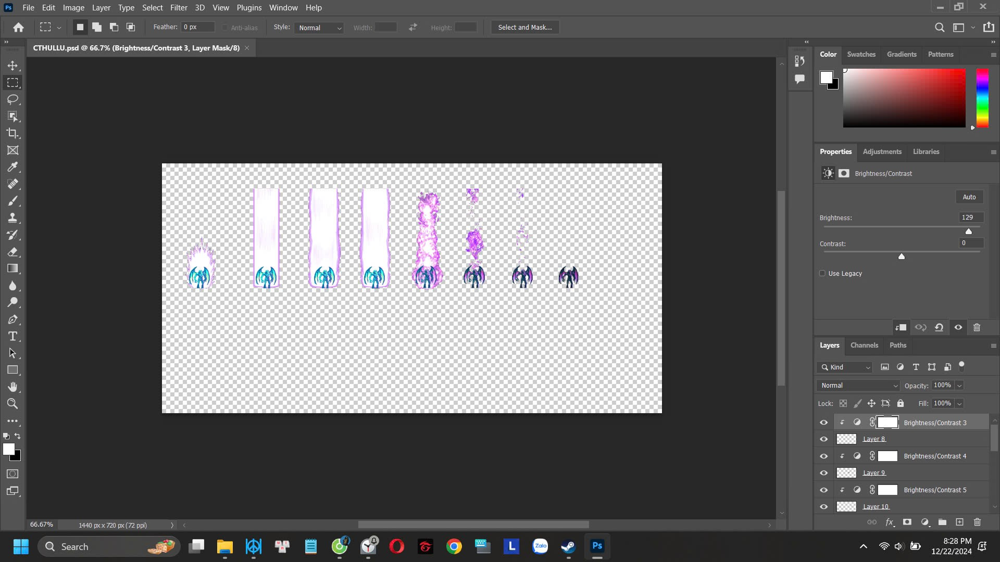 Ps File Edit Image Layer Type Select Filter 3D View Plugins Window Help
Feather: 0 px Anti-alias Style: Normal Width: Height: Select and Mask...
CTHULLU.psd @ 66.7% (Brightness/Contrast 3, Layer Mask/8)
Color Swatches Gradients Patterns
Properties Adjustments Libraries
Brightness/Contrast
Auto
Brightness: 129
Contrast: 0
Use Legacy
Layers Channels Paths
Kind
Normal Opacity: 100%
Lock: Fill: 100%
Brightness/Contrast 3
Layer 8
Brightness/Contrast 4
Layer 9
Brightness/Contrast 5
Layer 10
66.67% 1440 px x 720 px (72 ppi)
fx
Search
L
Zalo
Ps
8:28 PM
12/22/2024